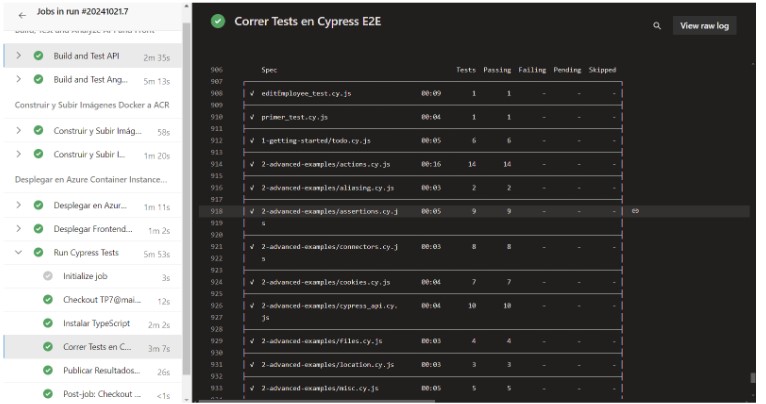 Jobs in run #20241021.7
Build, Test and Analyze API and Front
Build and Test API 2m 35s
Build and Test Ang... 5m 13s
Construir y Subir Imágenes Docker a ACR
Construir y Subir Imág... 58s
Construir y Subir I... 1m 20s
Desplegar en Azure Container Instance...
Desplegar en Azur... 1m 11s
Desplegar Frontend... 1m 2s
Run Cypress Tests 5m 53s
Initialize job 3s
Checkout TP7@mai... 12s
Instalar TypeScript 2m 2s
Correr Tests en C... 3m 7s
Publicar Resultados... 26s
Post-job: Checkout ... <1s
Correr Tests en Cypress E2E
View raw log
906 Spec Tests Passing Failing Pending Skipped
907
908 √ editEmployee_test.cy.js 00:09 1 1 - - -
909
910 √ primer_test.cy.js 00:04 1 1 - - -
911
912 √ 1-getting-started/todo.cy.js 00:05 6 6 - - -
913
914 √ 2-advanced-examples/actions.cy.js 00:16 14 14 - - -
915
916 √ 2-advanced-examples/aliasing.cy.js 00:03 2 2 - - -
917
918 √ 2-advanced-examples/assertions.cy.j 00:05 9 9 - - -
919 s
920
921 √ 2-advanced-examples/connectors.cy.j 00:03 8 8 - - -
922 s
923
924 √ 2-advanced-examples/cookies.cy.js 00:04 7 7 - - -
925
926 √ 2-advanced-examples/cypress_api.cy. 00:04 10 10 - - -
927 js
928
929 √ 2-advanced-examples/files.cy.js 00:03 4 4 - - -
930
931 √ 2-advanced-examples/location.cy.js 00:03 3 3 - - -
932
933 √ 2-advanced-examples/misc.cy.js 00:05 5 5 - - -